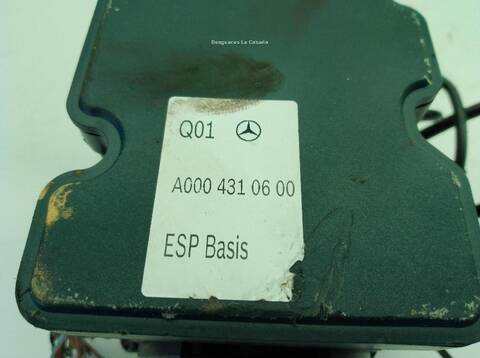 Desguaces La Cabaña
Q01
A000 431 06 00
ESP Basis